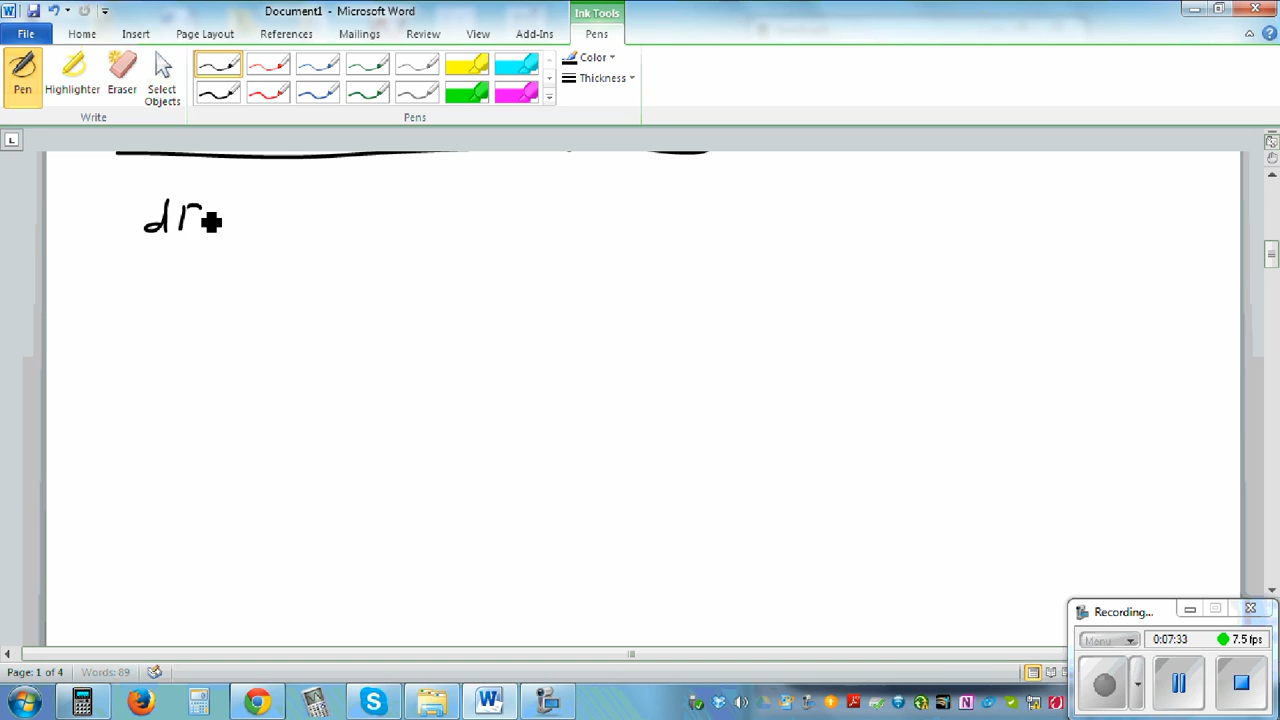 Document1 - Microsoft Word
Ink Tools
File Home Insert Page Layout References Mailings Review View Add-Ins Pens
Pen Highlighter Eraser Select Objects
Color
Thickness
Write Pens
L
dr
Recording...
Menu 0:07:33 7.5 fps
Page: 1 of 4 Words: 89